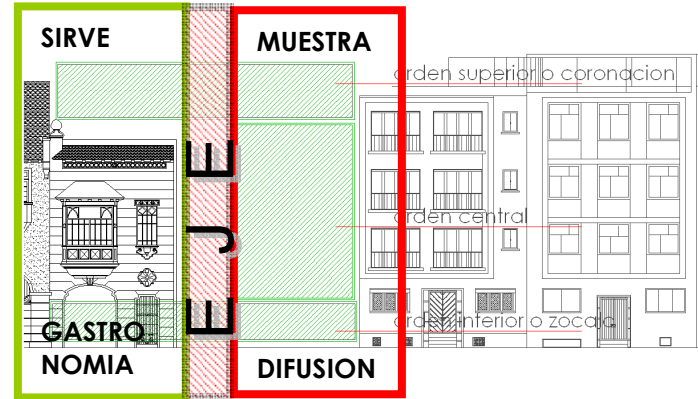 SIRVE
MUESTRA
orden superior o coronacion
EJE
orden central
orden inferior o zocalo
GASTRO
NOMIA
DIFUSION